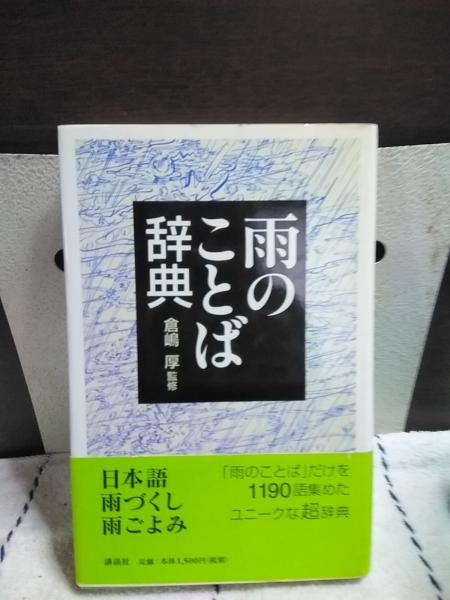 雨の
ことば
辞典
倉嶋 厚 監修
日本語
雨づくし
雨ごよみ
「雨のことば」だけを
1190語集めた
ユニークな超辞典
講談社 定価:本体1,500円(税別)